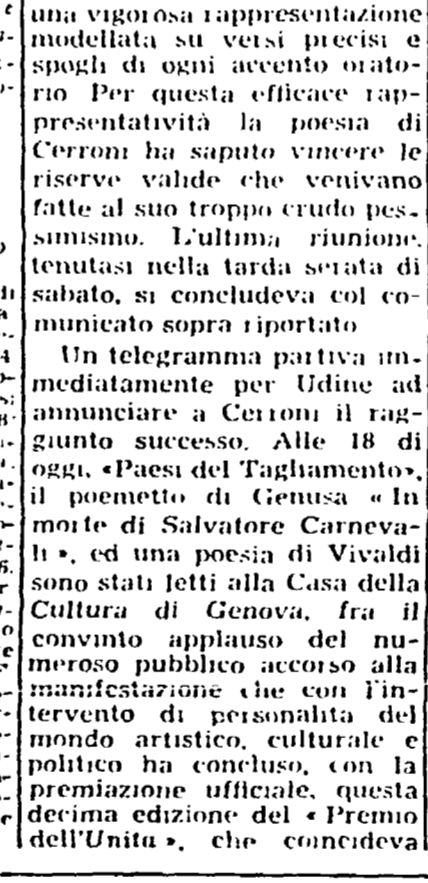 una vigorosa rappresentazione
modellata su versi precisi e
spogli di ogni accento orato-
rio Per questa efficace rap-
presentatività la poesia di
Cerroni ha saputo vincere le
riserve valide che venivano
fatte al suo troppo crudo pes-
simismo. L'ultima riunione,
tenutasi nella tarda serata di
sabato, si concludeva col co-
municato sopra riportato
Un telegramma partiva im-
mediatamente per Udine ad
annunciare a Cerroni il rag-
giunto successo. Alle 18 di
oggi, «Paesi del Tagliamento»,
il poemetto di Genusa « In
morte di Salvatore Carneva-
li », ed una poesia di Vivaldi
sono stati letti alla Casa della
Cultura di Genova, fra il
convinto applauso del nu-
meroso pubblico accorso alla
manifestazione che con l'in-
tervento di personalità del
mondo artistico, culturale e
politico ha concluso, con la
premiazione ufficiale, questa
decima edizione del « Premio
dell'Unità », che coincideva